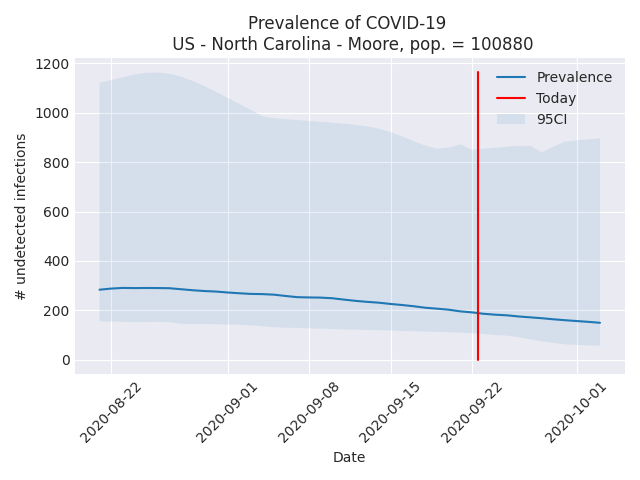 Prevalence of COVID-19
US - North Carolina - Moore, pop. = 100880
1200
1000
800
600
400
200
0
# undetected infections
Prevalence
Today
95CI
2020-08-22
2020-09-01
2020-09-08
2020-09-15
2020-09-22
2020-10-01
Date